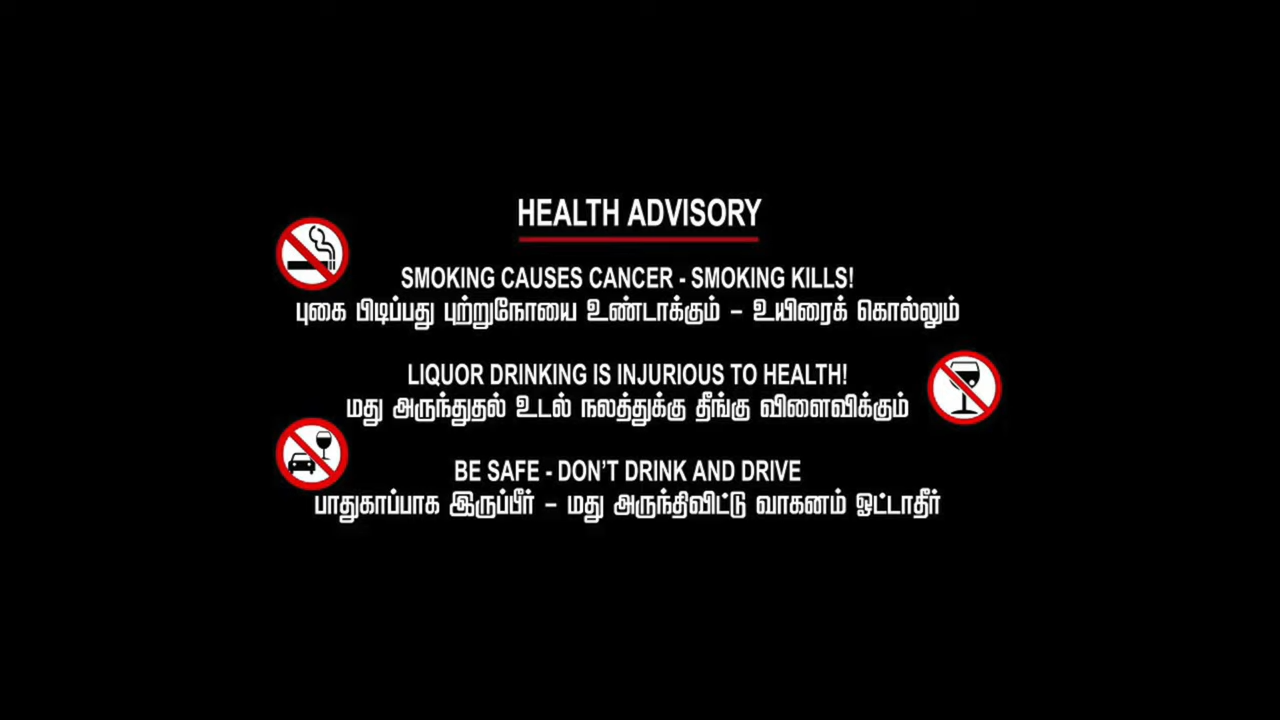 HEALTH ADVISORY
SMOKING CAUSES CANCER - SMOKING KILLS!
புகை பிடிப்பது புற்றுநோயை உண்டாக்கும் – உயிரைக் கொல்லும்
LIQUOR DRINKING IS INJURIOUS TO HEALTH!
மது அருந்துதல் உடல் நலத்துக்கு தீங்கு விளைவிக்கும்
BE SAFE - DON'T DRINK AND DRIVE
பாதுகாப்பாக இருப்பீர் – மது அருந்திவிட்டு வாகனம் ஓட்டாதீர்